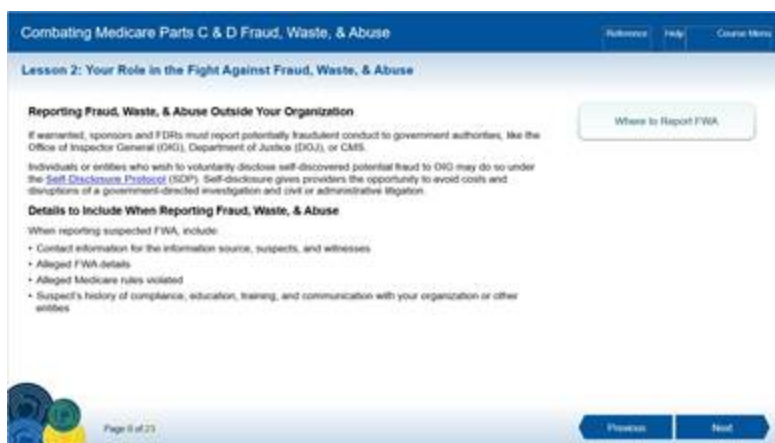 Combating Medicare Parts C & D Fraud, Waste, & Abuse
Reference Help Course Menu
Lesson 2: Your Role in the Fight Against Fraud, Waste, & Abuse
Reporting Fraud, Waste, & Abuse Outside Your Organization
Where to Report FWA
If warranted, sponsors and FDRs must report potentially fraudulent conduct to government authorities, like the
Office of Inspector General (OIG), Department of Justice (DOJ), or CMS.
Individuals or entities who wish to voluntarily disclose self-discovered potential fraud to OIG may do so under
the Self-Disclosure Protocol (SDP). Self-disclosure gives providers the opportunity to avoid costs and
disruptions of a government-directed investigation and civil or administrative litigation.
Details to Include When Reporting Fraud, Waste, & Abuse
When reporting suspected FWA, include:
• Contact information for the information source, suspects, and witnesses
• Alleged FWA details
• Alleged Medicare rules violated
• Suspect's history of compliance, education, training, and communication with your organization or other
entities
Page of 23
Previous Next